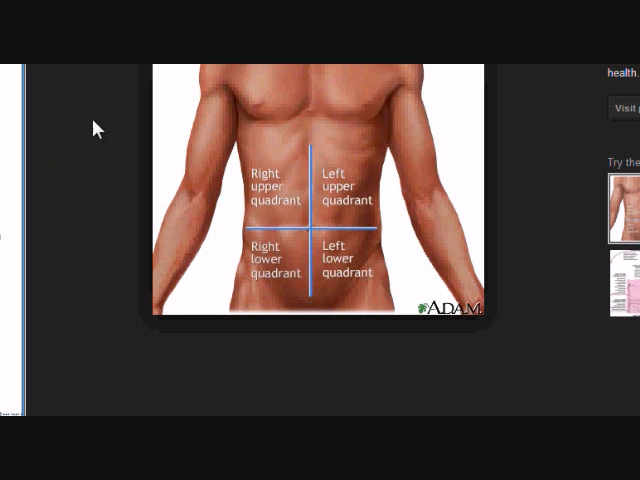 health.
Visit
Try the
Right
upper
quadrant
Left
upper
quadrant
Right
lower
quadrant
Left
lower
quadrant
A.D.A.M.